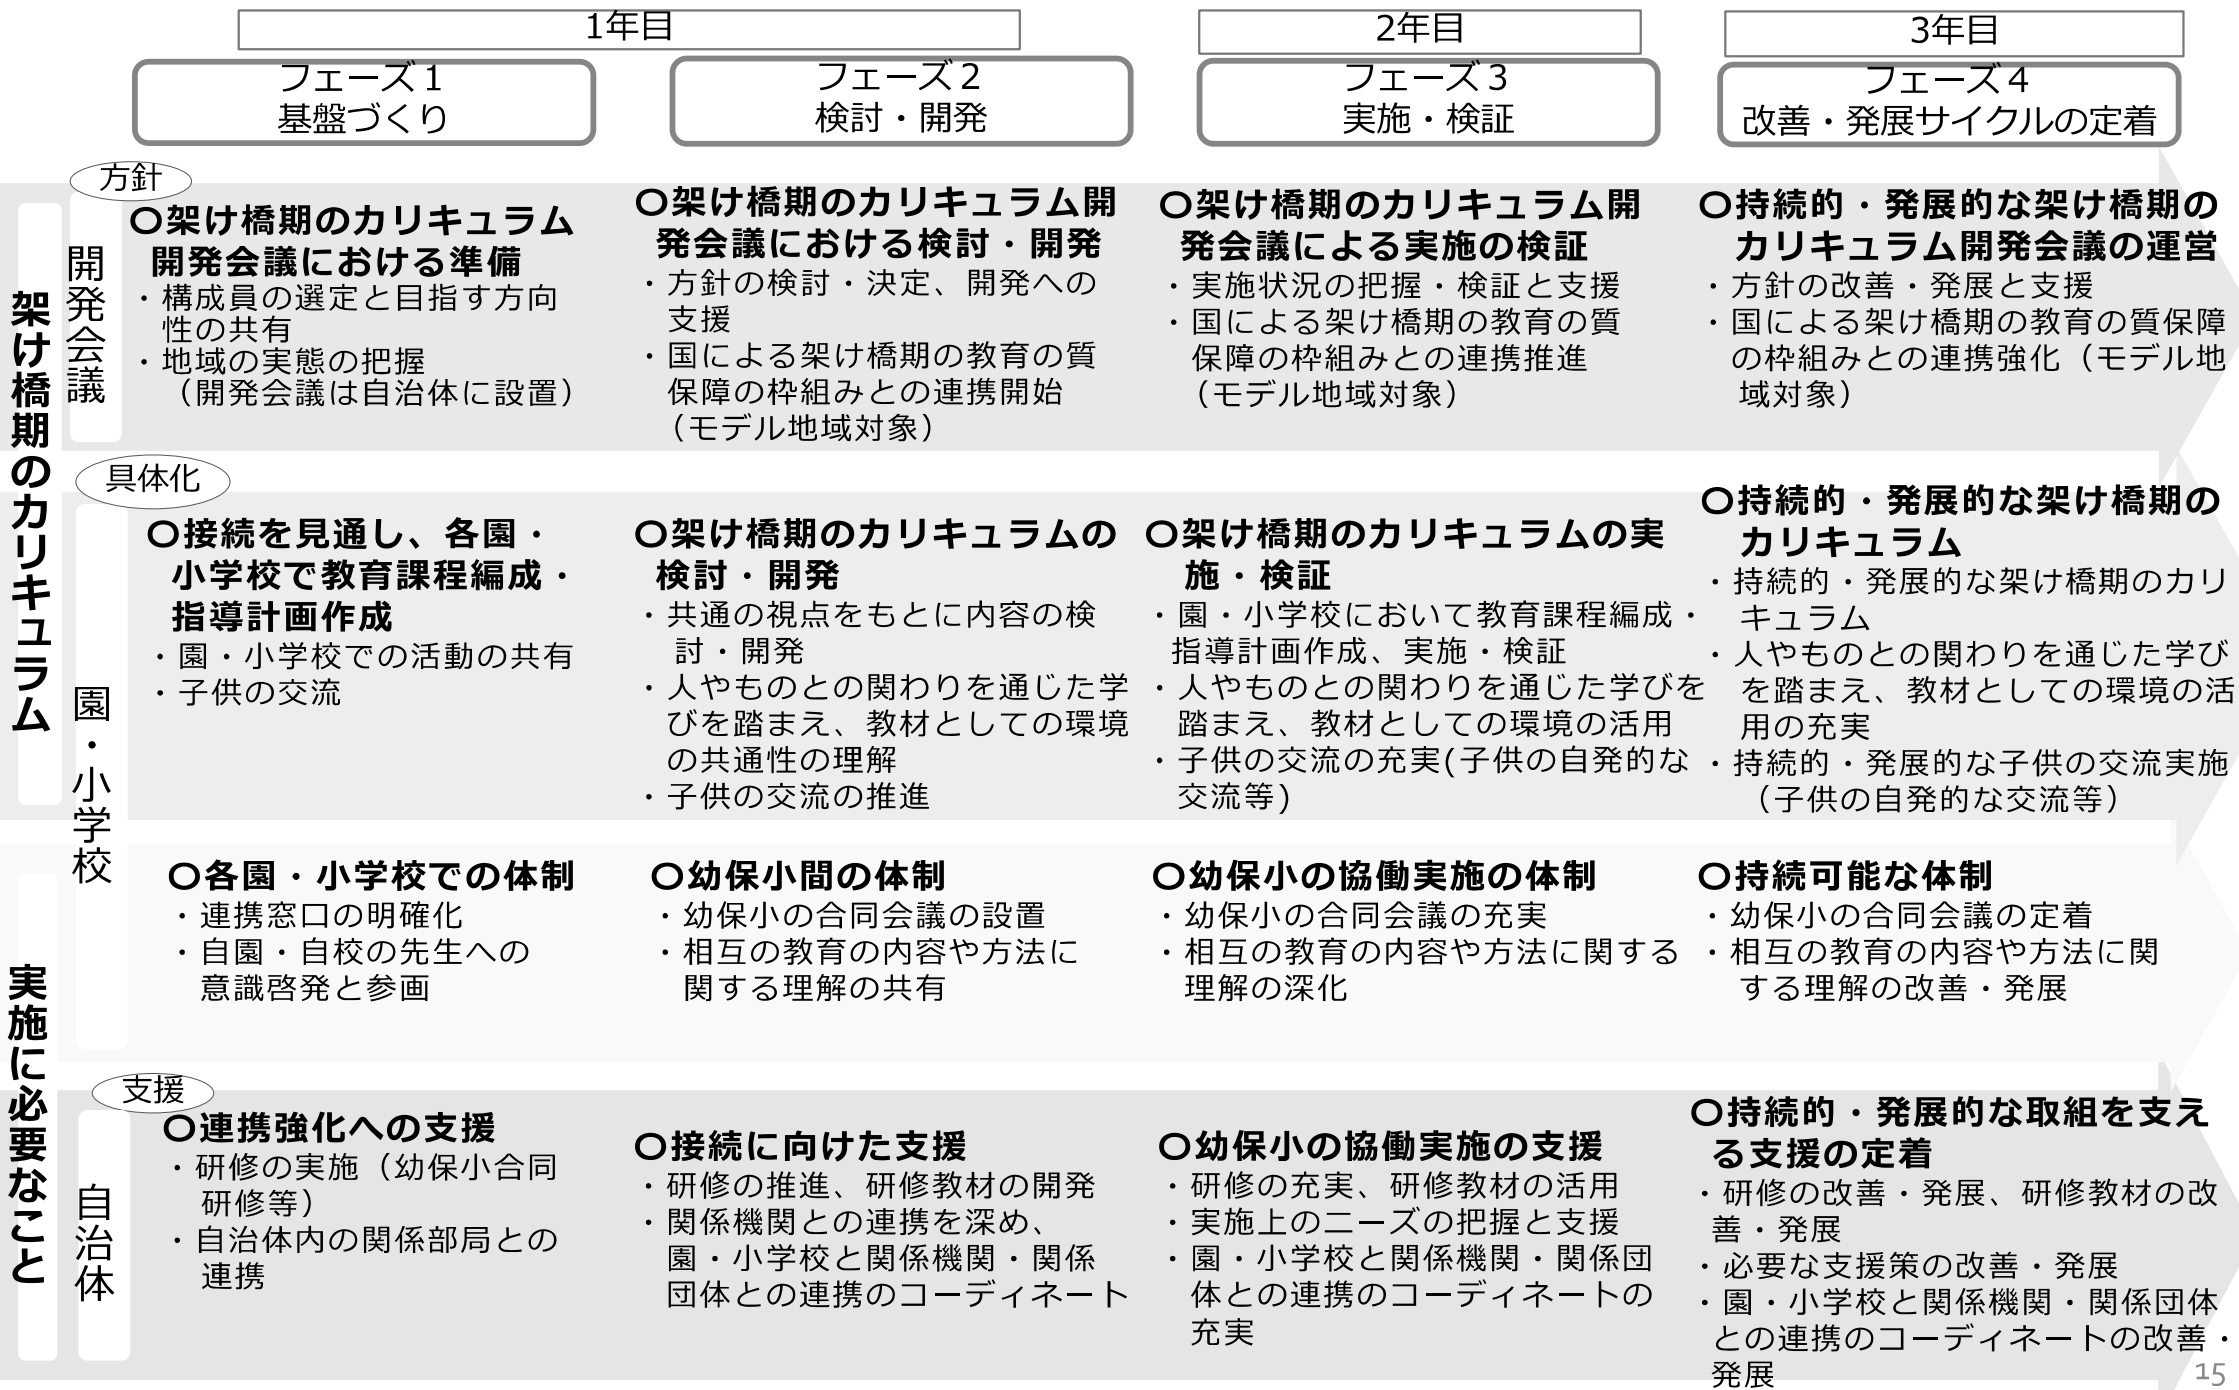 1年目
2年目
3年目
フェーズ１
基盤づくり
フェーズ２
検討・開発
フェーズ３
実施・検証
フェーズ４
改善・発展サイクルの定着
架け橋期のカリキュラム
方針
開発会議
〇架け橋期のカリキュラム
開発会議における準備
・構成員の選定と目指す方向
性の共有
・地域の実態の把握
（開発会議は自治体に設置）
〇架け橋期のカリキュラム開
発会議における検討・開発
・方針の検討・決定、開発への
支援
・国による架け橋期の教育の質
保障の枠組みとの連携開始
（モデル地域対象）
〇架け橋期のカリキュラム開
発会議による実施の検証
・実施状況の把握・検証と支援
・国による架け橋期の教育の質
保障の枠組みとの連携推進
（モデル地域対象）
〇持続的・発展的な架け橋期の
カリキュラム開発会議の運営
・方針の改善・発展と支援
・国による架け橋期の教育の質保障
の枠組みとの連携強化（モデル地
域対象）
具体化
園・小学校
〇接続を見通し、各園・
小学校で教育課程編成・
指導計画作成
・園・小学校での活動の共有
・子供の交流
〇架け橋期のカリキュラムの
検討・開発
・共通の視点をもとに内容の検
討・開発
・人やものとの関わりを通じた学
びを踏まえ、教材としての環境
の共通性の理解
・子供の交流の推進
〇架け橋期のカリキュラムの実
施・検証
・園・小学校において教育課程編成・
指導計画作成、実施・検証
・人やものとの関わりを通じた学びを
踏まえ、教材としての環境の活用
・子供の交流の充実(子供の自発的な
交流等)
〇持続的・発展的な架け橋期の
カリキュラム
・持続的・発展的な架け橋期のカリ
キュラム
・人やものとの関わりを通じた学び
を踏まえ、教材としての環境の活
用の充実
・持続的・発展的な子供の交流実施
（子供の自発的な交流等）
実施に必要なこと
〇各園・小学校での体制
・連携窓口の明確化
・自園・自校の先生への
意識啓発と参画
〇幼保小間の体制
・幼保小の合同会議の設置
・相互の教育の内容や方法に
関する理解の共有
〇幼保小の協働実施の体制
・幼保小の合同会議の充実
・相互の教育の内容や方法に関する
理解の深化
〇持続可能な体制
・幼保小の合同会議の定着
・相互の教育の内容や方法に関
する理解の改善・発展
支援
自治体
〇連携強化への支援
・研修の実施（幼保小合同
研修等）
・自治体内の関係部局との
連携
〇接続に向けた支援
・研修の推進、研修教材の開発
・関係機関との連携を深め、
園・小学校と関係機関・関係
団体との連携のコーディネート
〇幼保小の協働実施の支援
・研修の充実、研修教材の活用
・実施上のニーズの把握と支援
・園・小学校と関係機関・関係団
体との連携のコーディネートの
充実
〇持続的・発展的な取組を支え
る支援の定着
・研修の改善・発展、研修教材の改
善・発展
・必要な支援策の改善・発展
・園・小学校と関係機関・関係団体
との連携のコーディネートの改善・
発展
15